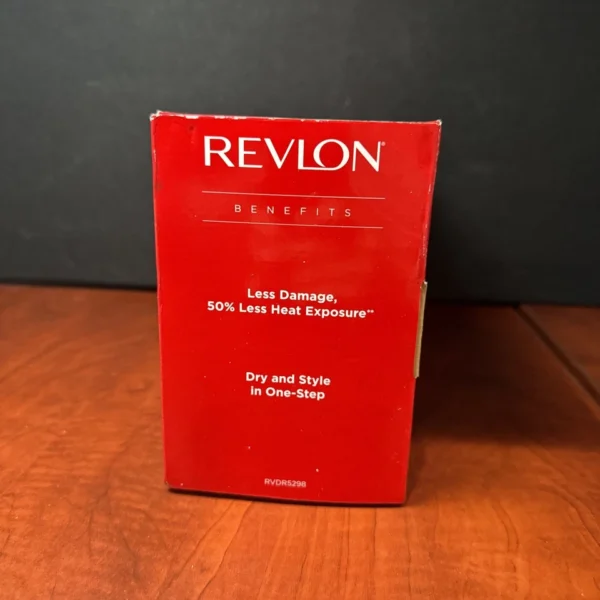 REVLON®
BENEFITS
Less Damage,
50% Less Heat Exposure**
Dry and Style
in One-Step
RVDR5298